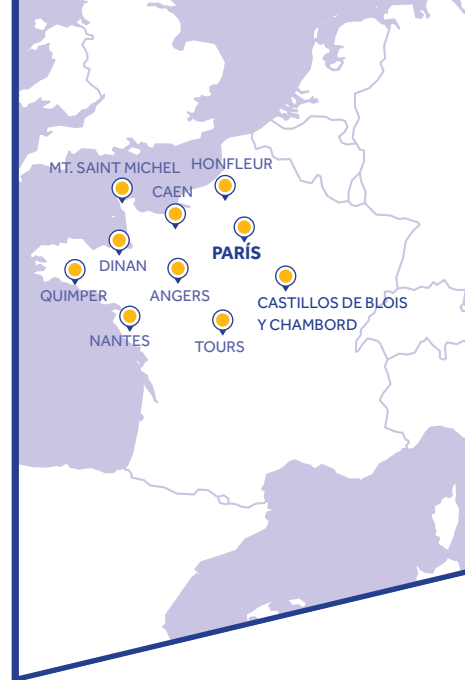 MT. SAINT MICHEL
HONFLEUR
CAEN
PARÍS
DINAN
QUIMPER
ANGERS
CASTILLOS DE BLOIS
Y CHAMBORD
NANTES
TOURS